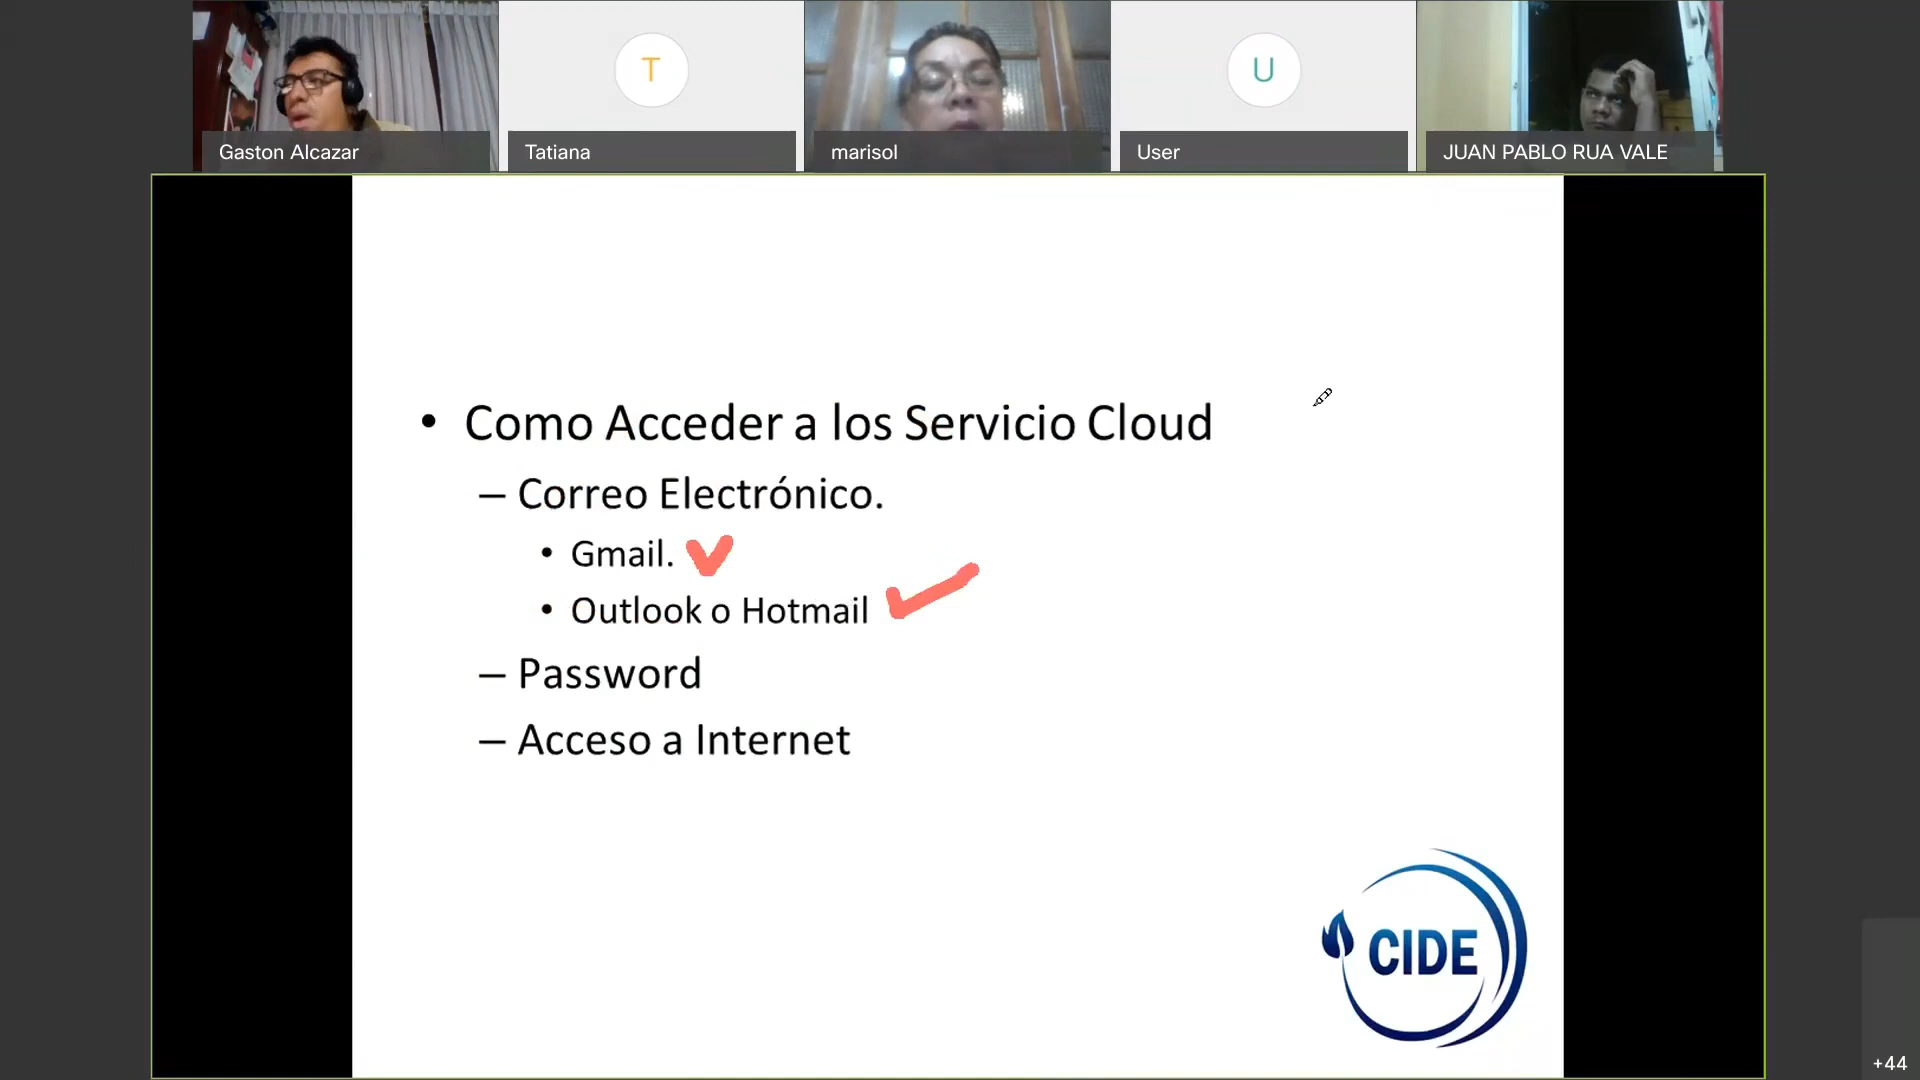 T
U
Gaston Alcazar
Tatiana
marisol
User
JUAN PABLO RUA VALE
• Como Acceder a los Servicio Cloud
– Correo Electrónico.
• Gmail.
• Outlook o Hotmail
– Password
– Acceso a Internet
CIDE
+44